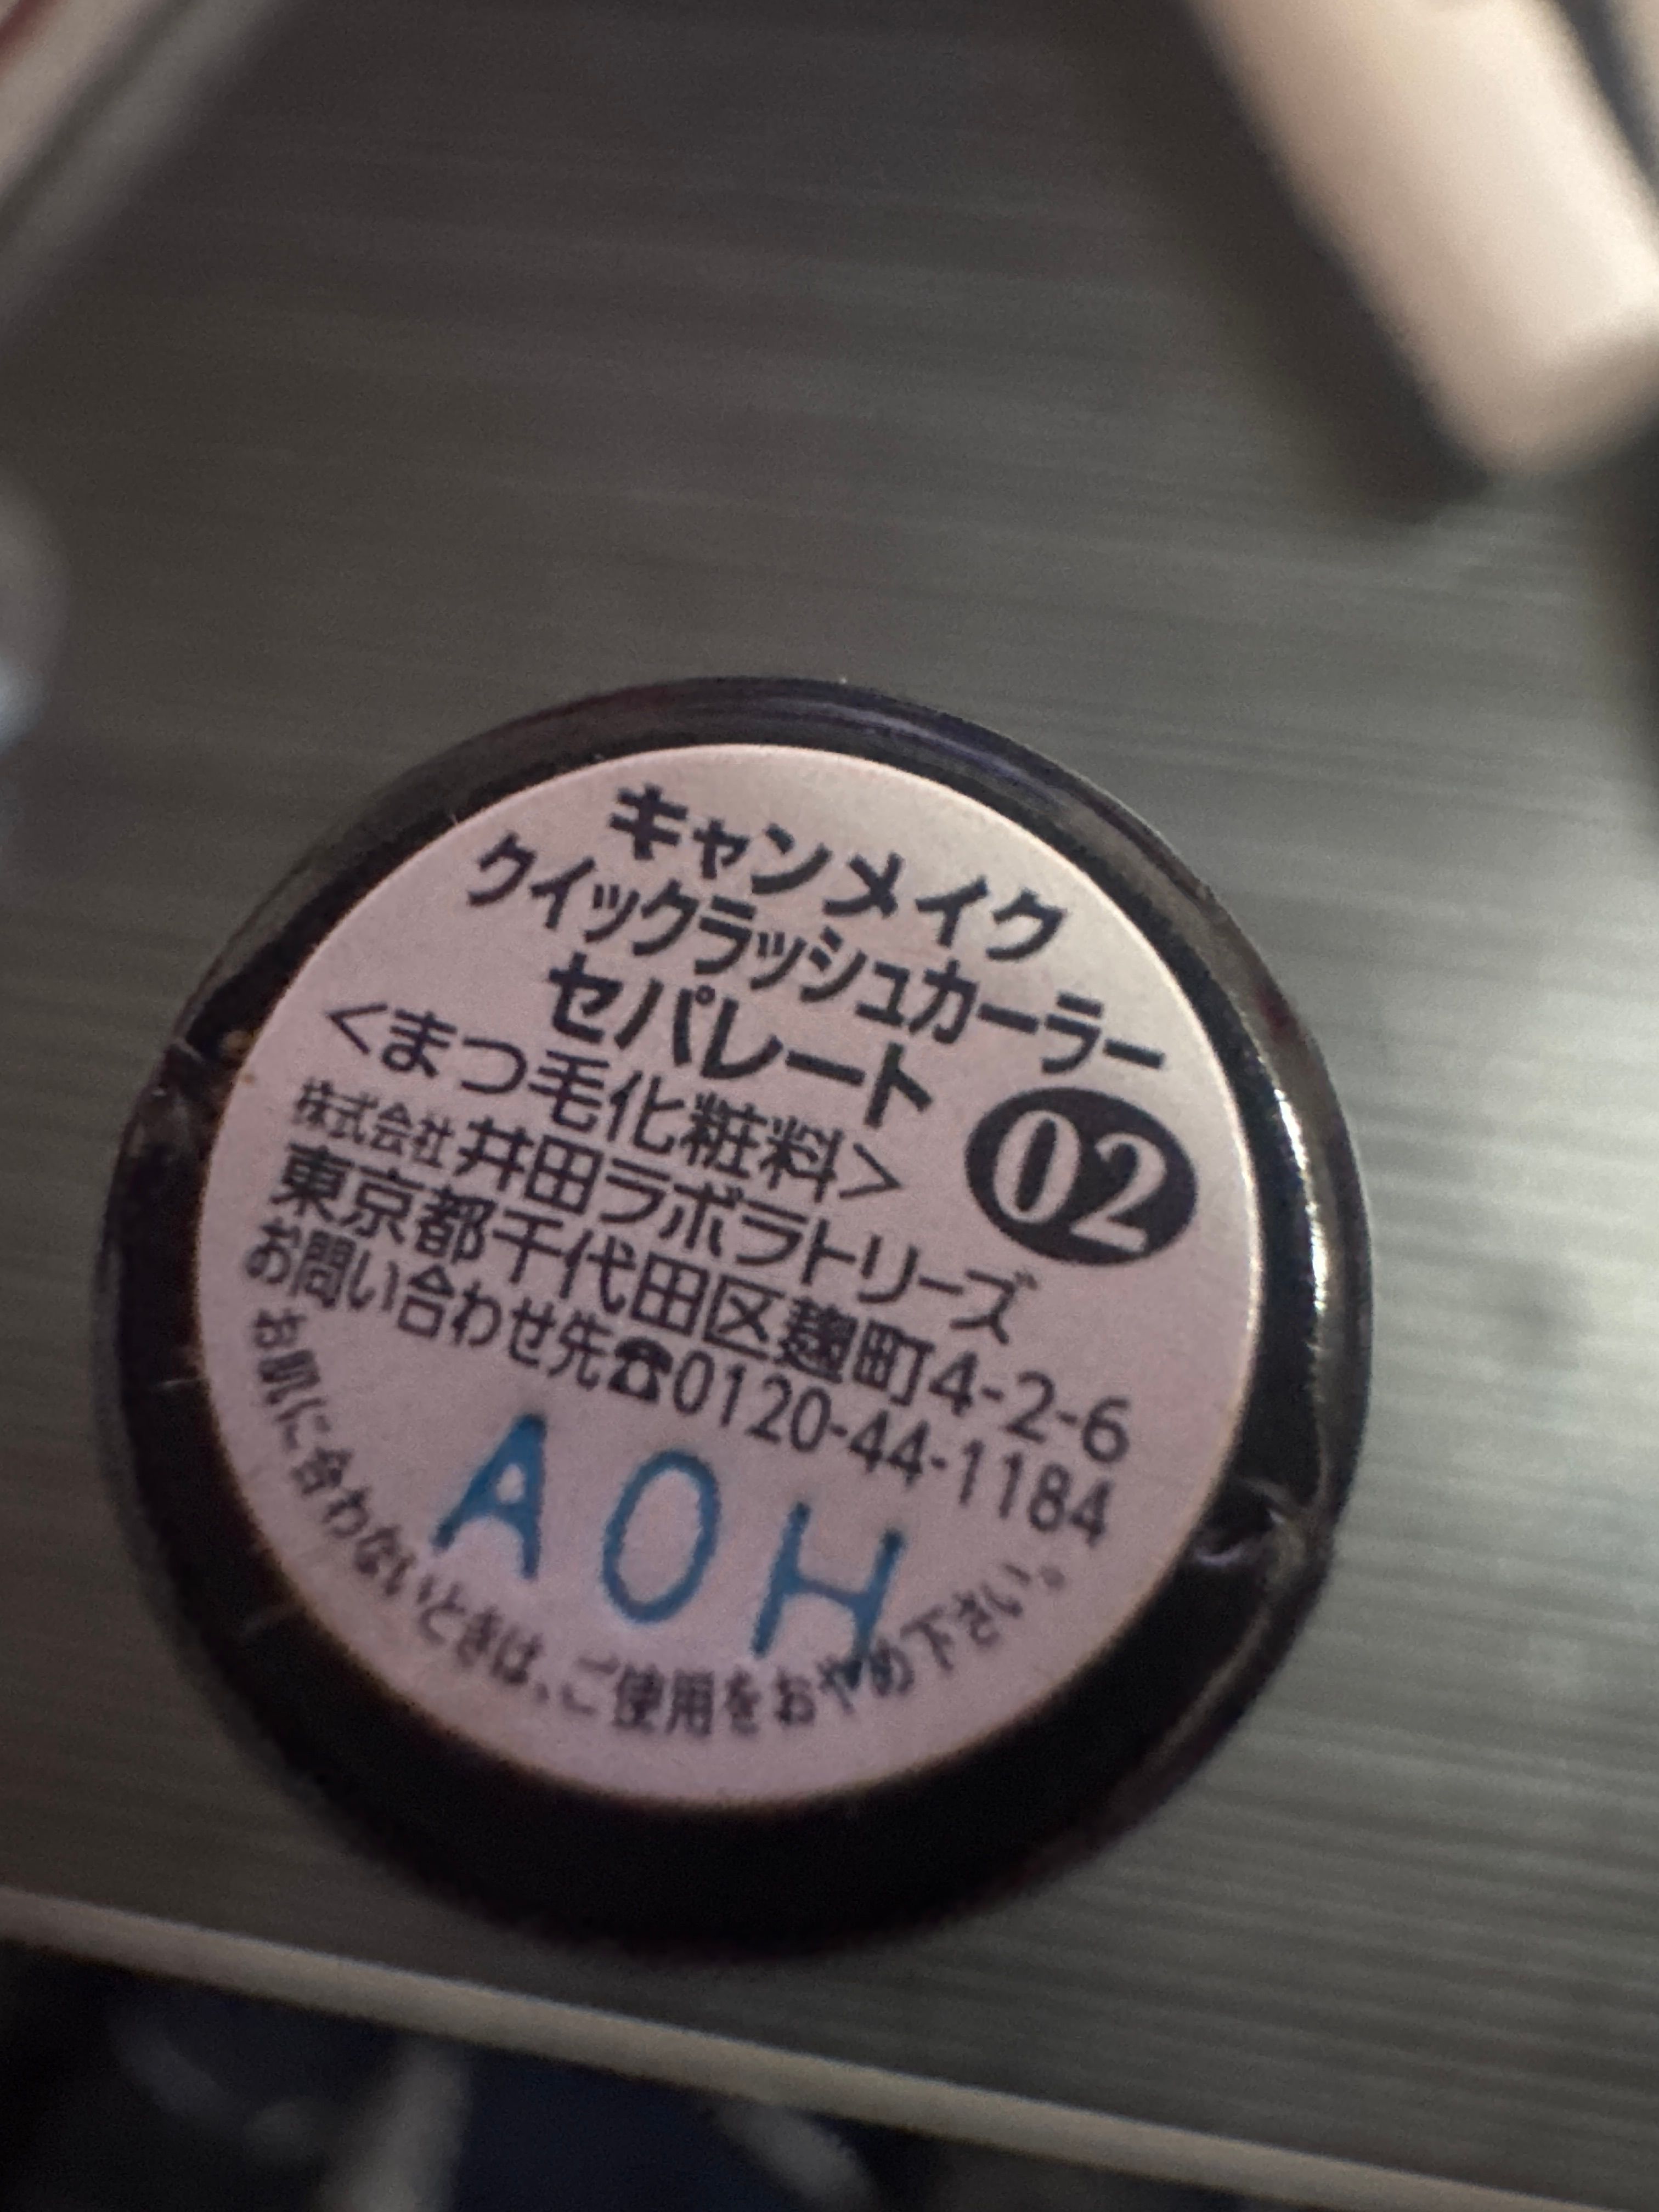 キャンメイク
クイックラッシュカーラー
セパレート
02
<まつ毛化粧料>
株式会社井田ラボラトリーズ
東京都千代田区麹町4-2-6
お問い合わせ先☎0120-44-1184
AOH
お肌に合わないときは、ご使用をおやめ下さい。